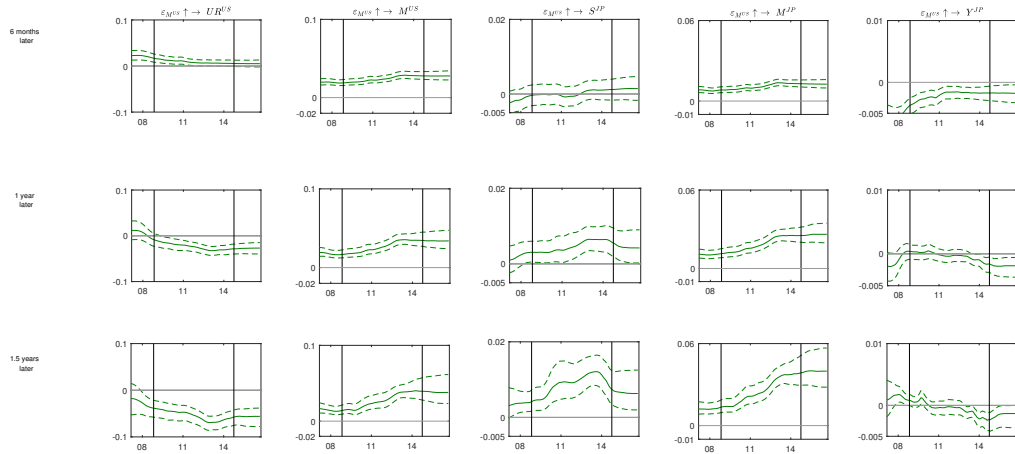 ε_{M^{US}} ↑ → UR^{US} ε_{M^{US}} ↑ → M^{US} ε_{M^{US}} ↑ → S^{JP} ε_{M^{US}} ↑ → M^{JP} ε_{M^{US}} ↑ → Y^{JP}
6 months
later
0.1 0.1 0.02 0.06 0.01
0 0 0 0 0
-0.1 -0.02 -0.005 -0.01 -0.005
08 11 14 08 11 14 08 11 14 08 11 14 08 11 14
1 year
later
0.1 0.1 0.02 0.06 0.01
0 0 0 0 0
-0.1 -0.02 -0.005 -0.01 -0.005
08 11 14 08 11 14 08 11 14 08 11 14 08 11 14
1.5 years
later
0.1 0.1 0.02 0.06 0.01
0 0 0 0 0
-0.1 -0.02 -0.005 -0.01 -0.005
08 11 14 08 11 14 08 11 14 08 11 14 08 11 14